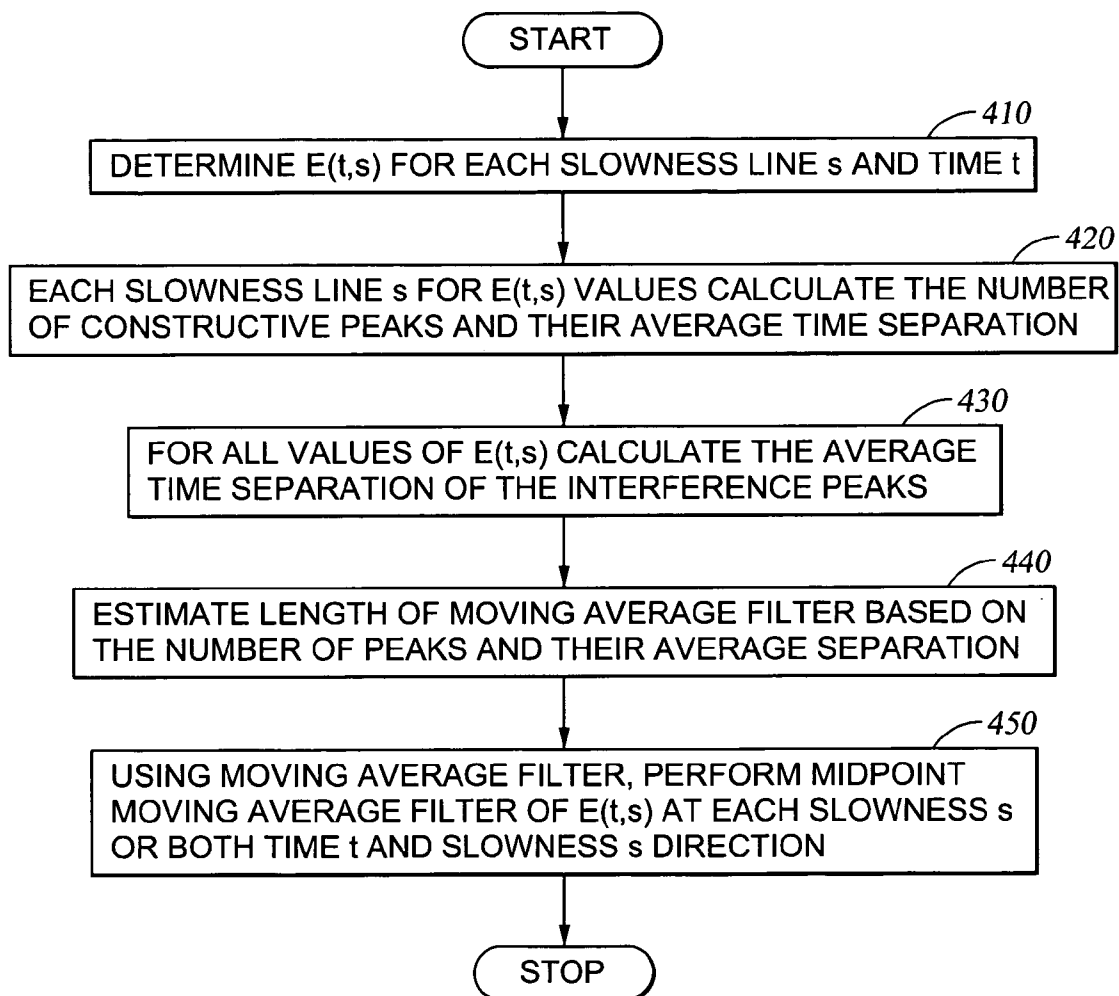 START
410
DETERMINE E(t,s) FOR EACH SLOWNESS LINE s AND TIME t
420
EACH SLOWNESS LINE s FOR E(t,s) VALUES CALCULATE THE NUMBER
OF CONSTRUCTIVE PEAKS AND THEIR AVERAGE TIME SEPARATION
430
FOR ALL VALUES OF E(t,s) CALCULATE THE AVERAGE
TIME SEPARATION OF THE INTERFERENCE PEAKS
440
ESTIMATE LENGTH OF MOVING AVERAGE FILTER BASED ON
THE NUMBER OF PEAKS AND THEIR AVERAGE SEPARATION
450
USING MOVING AVERAGE FILTER, PERFORM MIDPOINT
MOVING AVERAGE FILTER OF E(t,s) AT EACH SLOWNESS s
OR BOTH TIME t AND SLOWNESS s DIRECTION
STOP